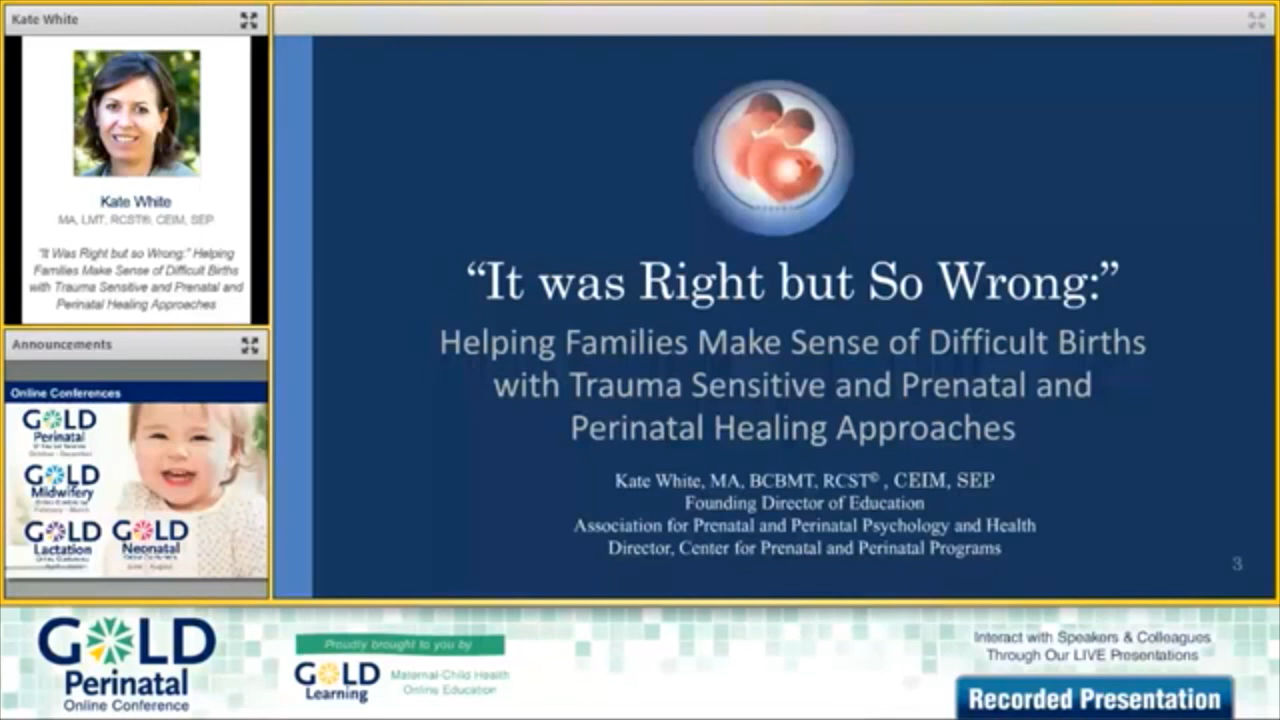 Kate White
Kate White
MA, LMT, RCST®, CEIM, SEP
"It Was Right but so Wrong:" Helping
Families Make Sense of Difficult Births
with Trauma Sensitive and Prenatal and
Perinatal Healing Approaches
Announcements
Online Conferences
GOLD
Perinatal
GOLD
Midwifery
GOLD
Lactation
GOLD
Neonatal
“It was Right but So Wrong:”
Helping Families Make Sense of Difficult Births
with Trauma Sensitive and Prenatal and
Perinatal Healing Approaches
Kate White, MA, BCBMT, RCST© , CEIM, SEP
Founding Director of Education
Association for Prenatal and Perinatal Psychology and Health
Director, Center for Prenatal and Perinatal Programs
3
GOLD
Perinatal
Online Conference
Proudly brought to you by
GOLD
Learning
Maternal-Child Health
Online Education
Interact with Speakers & Colleagues
Through Our LIVE Presentations
Recorded Presentation